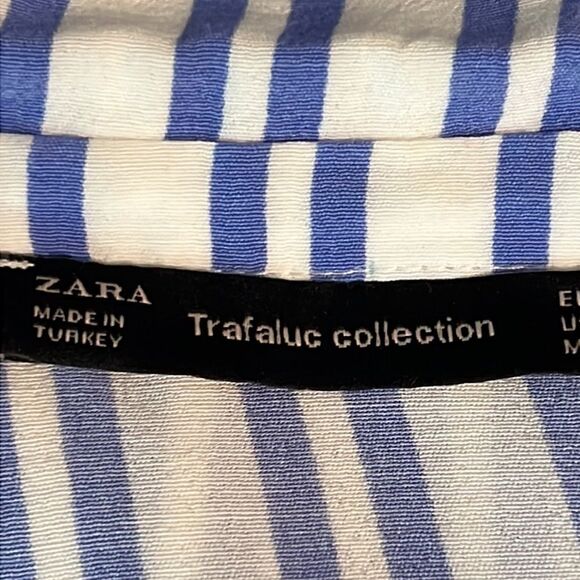 ZARA
MADE IN
TURKEY
Trafaluc collection